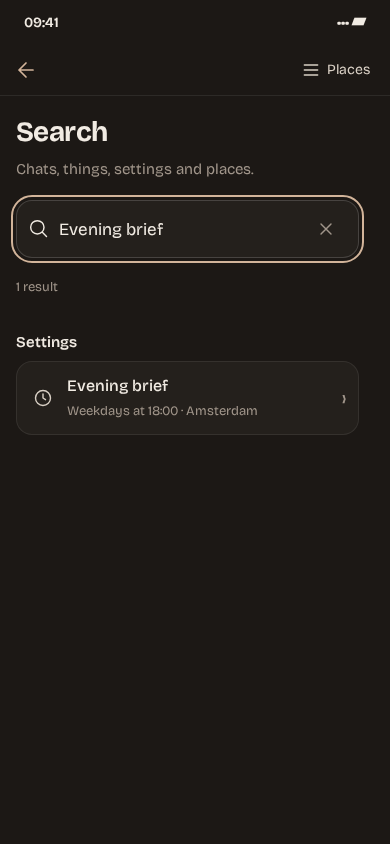 09:41
Places
Search
Chats, things, settings and places.
Evening brief
1 result
Settings
Evening brief
Weekdays at 18:00 · Amsterdam